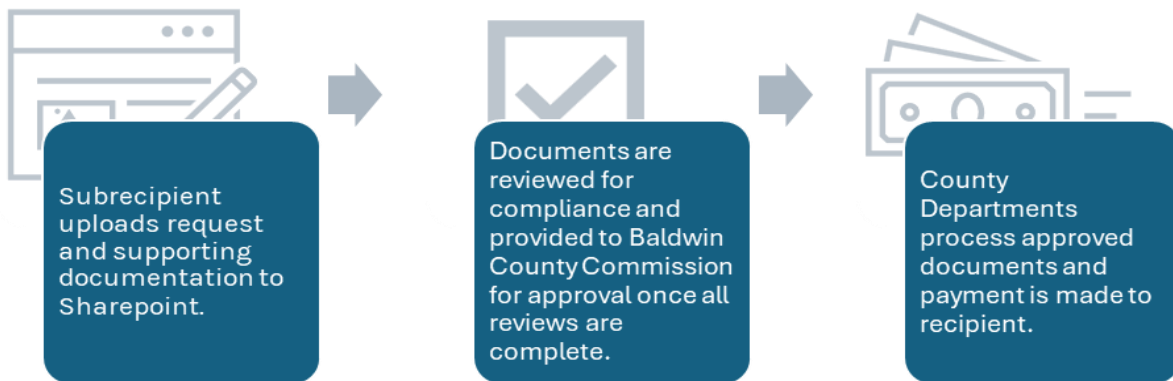 Subrecipient
uploads request
and supporting
documentation to
Sharepoint.
Documents are
reviewed for
compliance and
provided to Baldwin
County Commission
for approval once all
reviews are
complete.
County
Departments
process approved
documents and
payment is made to
recipient.